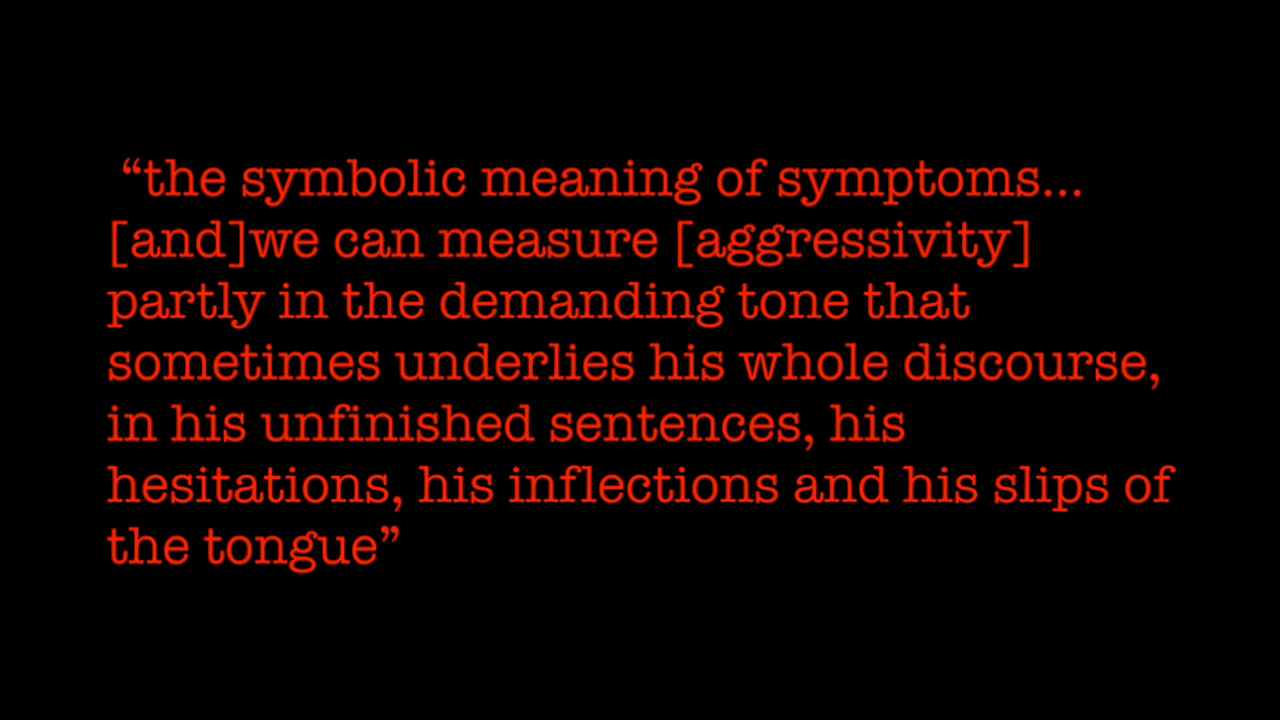 “the symbolic meaning of symptoms...
[and]we can measure [aggressivity]
partly in the demanding tone that
sometimes underlies his whole discourse,
in his unfinished sentences, his
hesitations, his inflections and his slips of
the tongue”